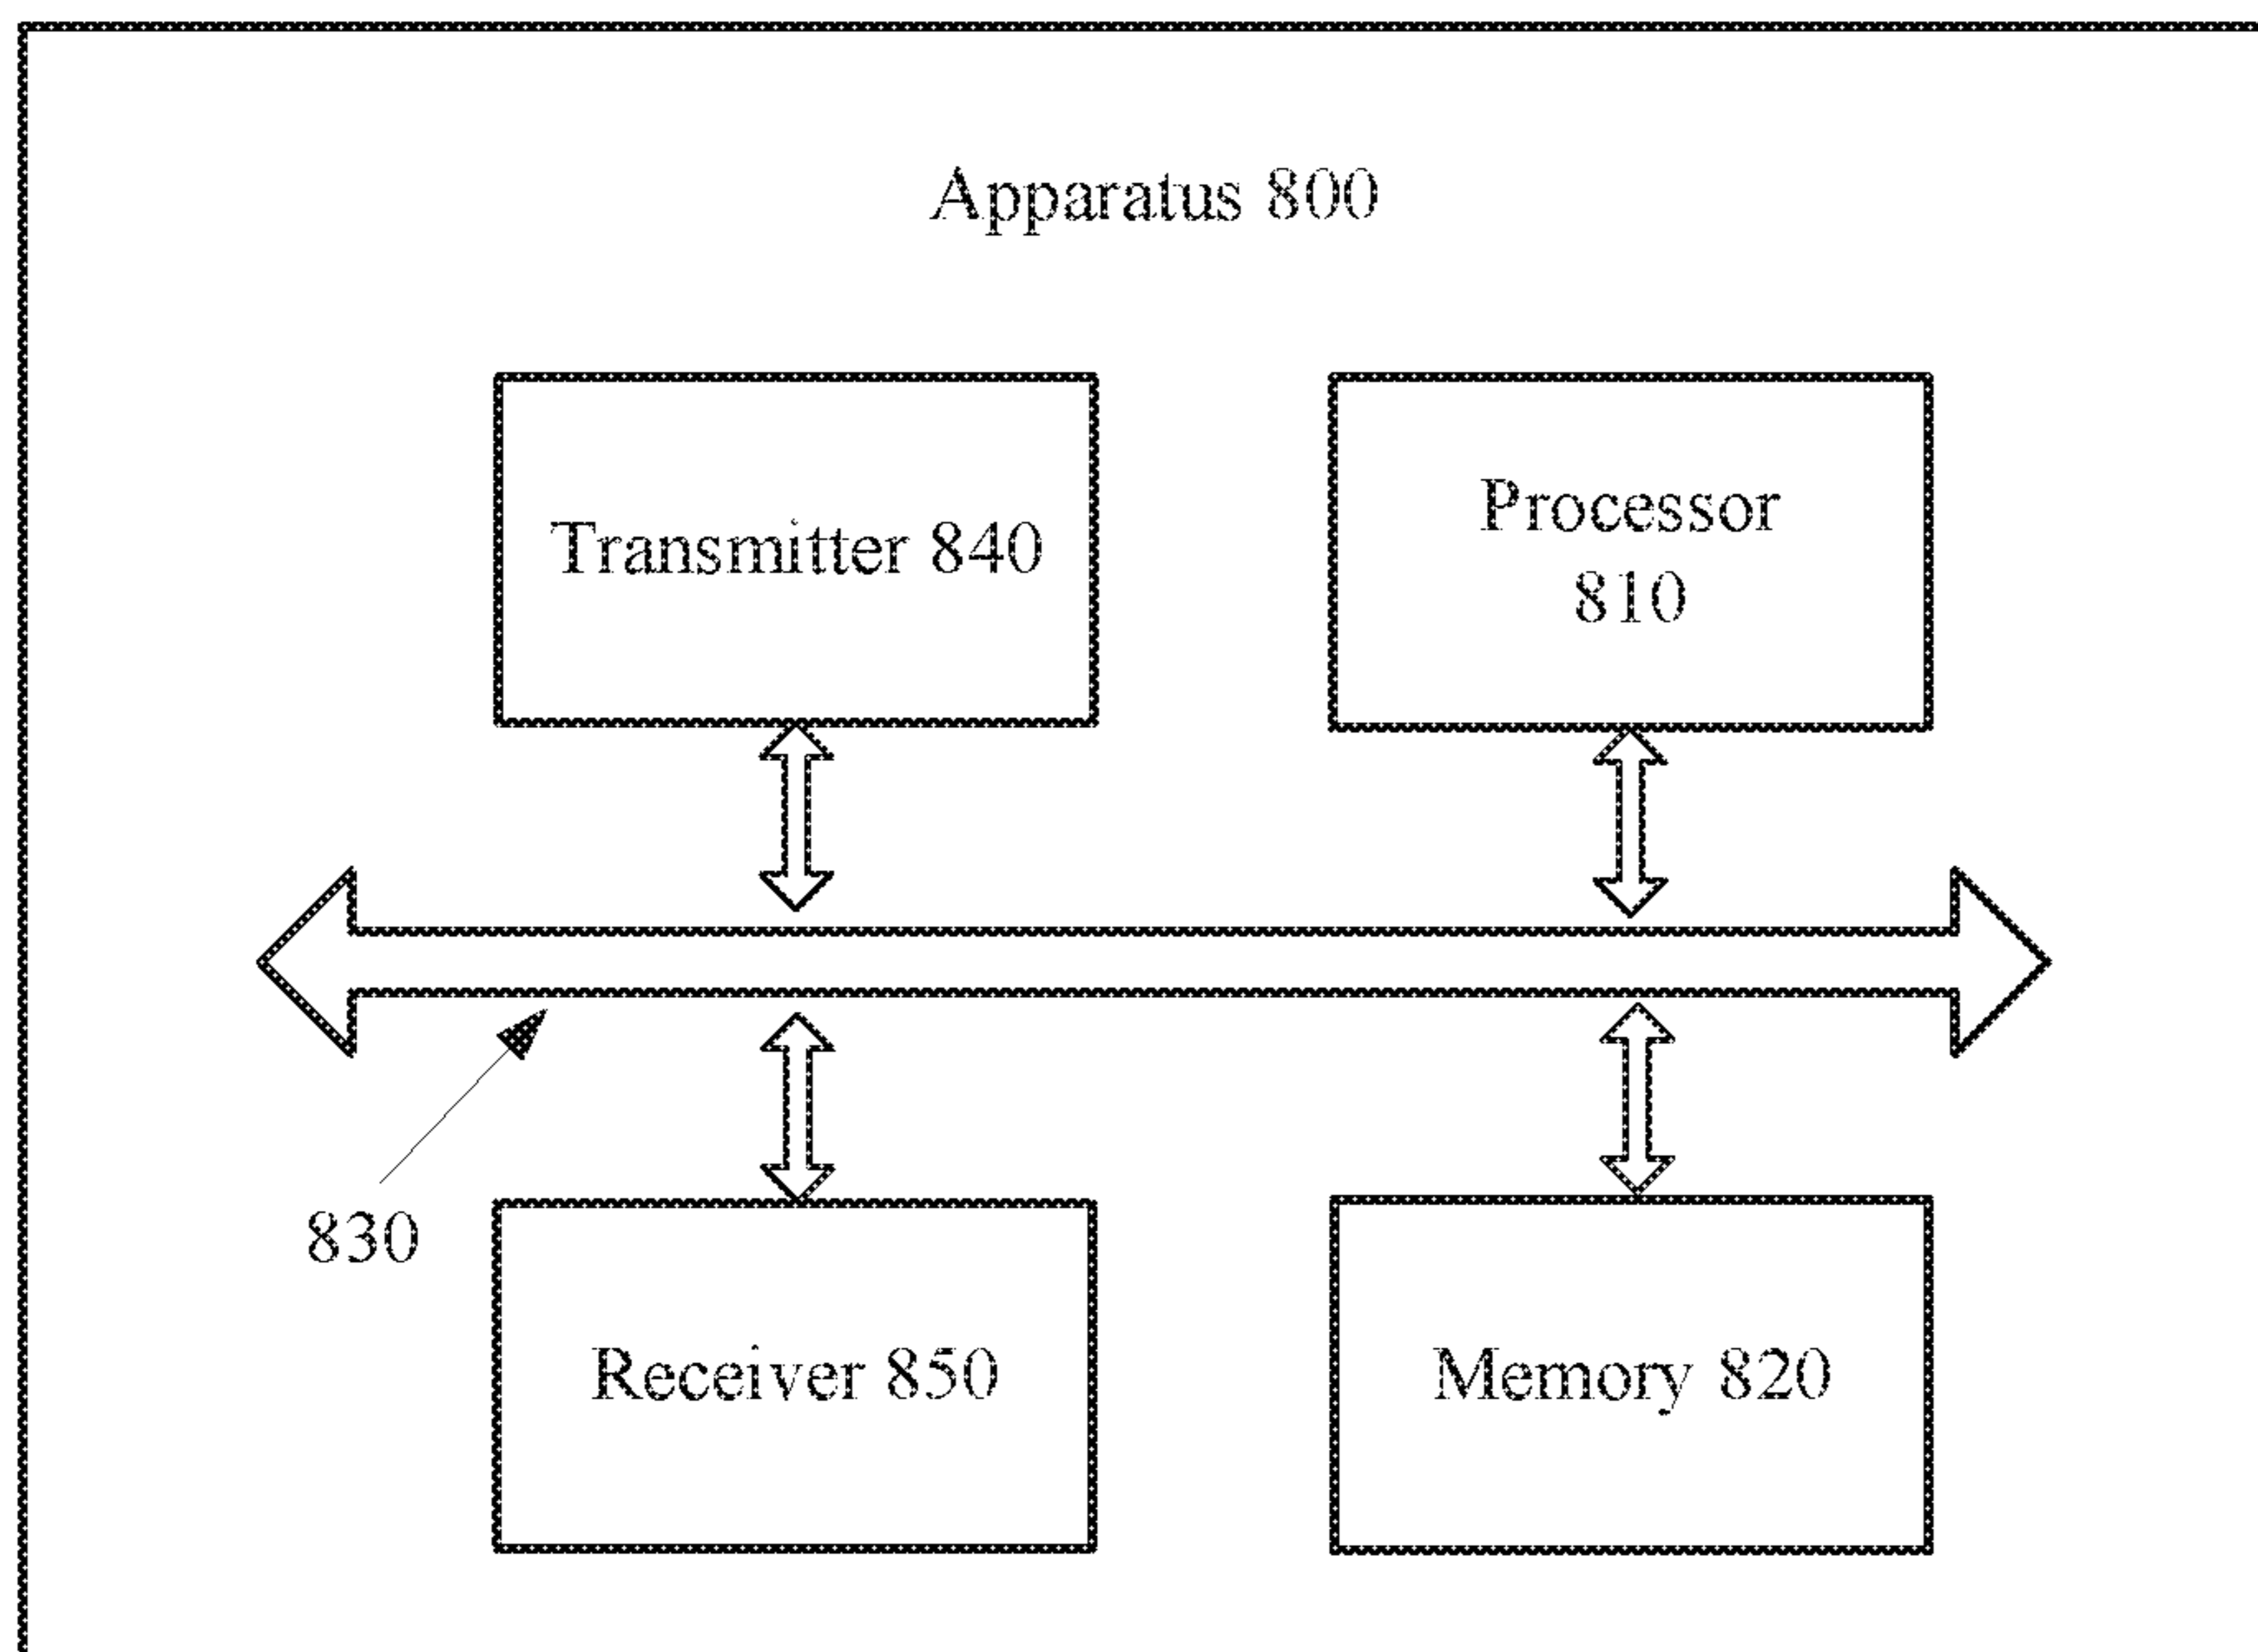 Apparatus 800
Transmitter 840
Processor
810
830
Receiver 850
Memory 820